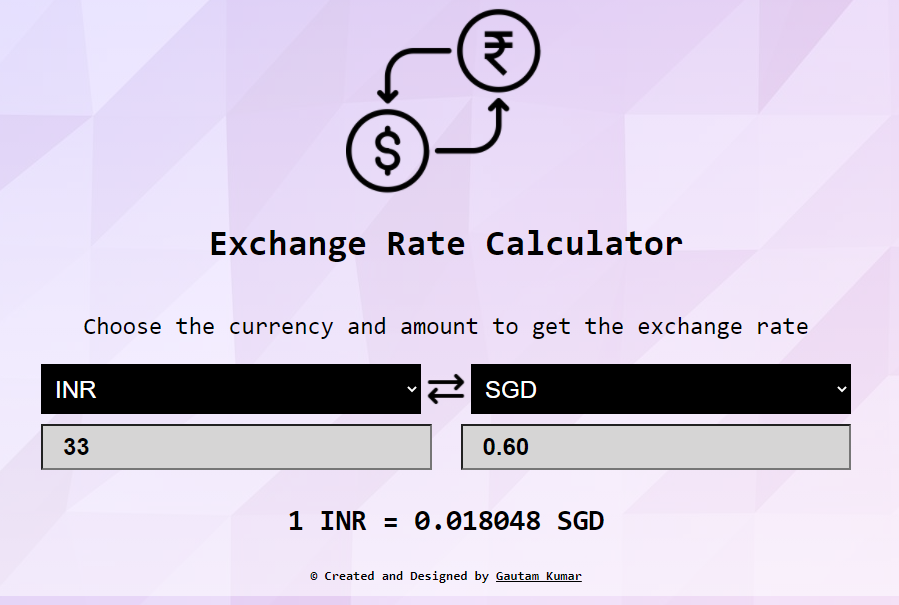 ₹
$
Exchange Rate Calculator
Choose the currency and amount to get the exchange rate
INR SGD
33 0.60
1 INR = 0.018048 SGD
© Created and Designed by Gautam Kumar